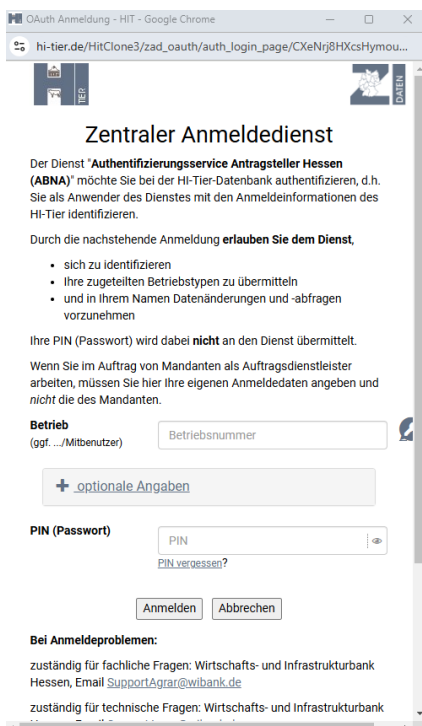 OAuth Anmeldung - HIT - Google Chrome
hi-tier.de/HitClone3/zad_oauth/auth_login_page/CXeNrj8HXcsHymou...
HI
TIER
ZI
DATEN
Zentraler Anmeldedienst
Der Dienst "Authentifizierungsservice Antragsteller Hessen
(ABNA)" möchte Sie bei der HI-Tier-Datenbank authentifizieren, d.h.
Sie als Anwender des Dienstes mit den Anmeldeinformationen des
HI-Tier identifizieren.
Durch die nachstehende Anmeldung erlauben Sie dem Dienst,
• sich zu identifizieren
• Ihre zugeteilten Betriebstypen zu übermitteln
• und in Ihrem Namen Datenänderungen und -abfragen
vorzunehmen
Ihre PIN (Passwort) wird dabei nicht an den Dienst übermittelt.
Wenn Sie im Auftrag von Mandanten als Auftragsdienstleister
arbeiten, müssen Sie hier Ihre eigenen Anmeldedaten angeben und
nicht die des Mandanten.
Betrieb
(ggf. .../Mitbenutzer)
Betriebsnummer
+ optionale Angaben
PIN (Passwort)
PIN
PIN vergessen?
Anmelden Abbrechen
Bei Anmeldeproblemen:
zuständig für fachliche Fragen: Wirtschafts- und Infrastrukturbank
Hessen, Email SupportAgrar@wibank.de
zuständig für technische Fragen: Wirtschafts- und Infrastrukturbank